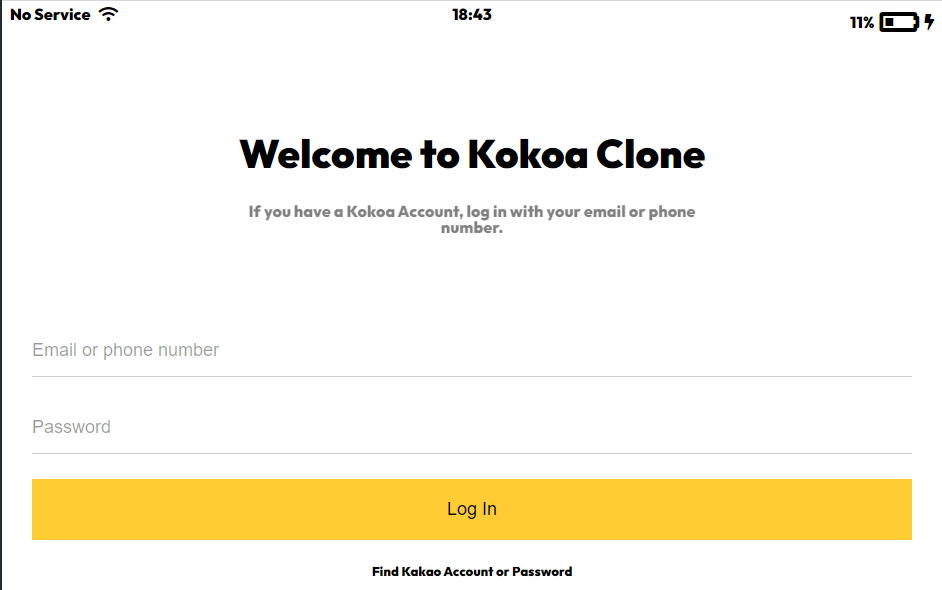 No Service
18:43
11%
Welcome to Kokoa Clone
If you have a Kokoa Account, log in with your email or phone
number.
Email or phone number
Password
Log In
Find Kakao Account or Password